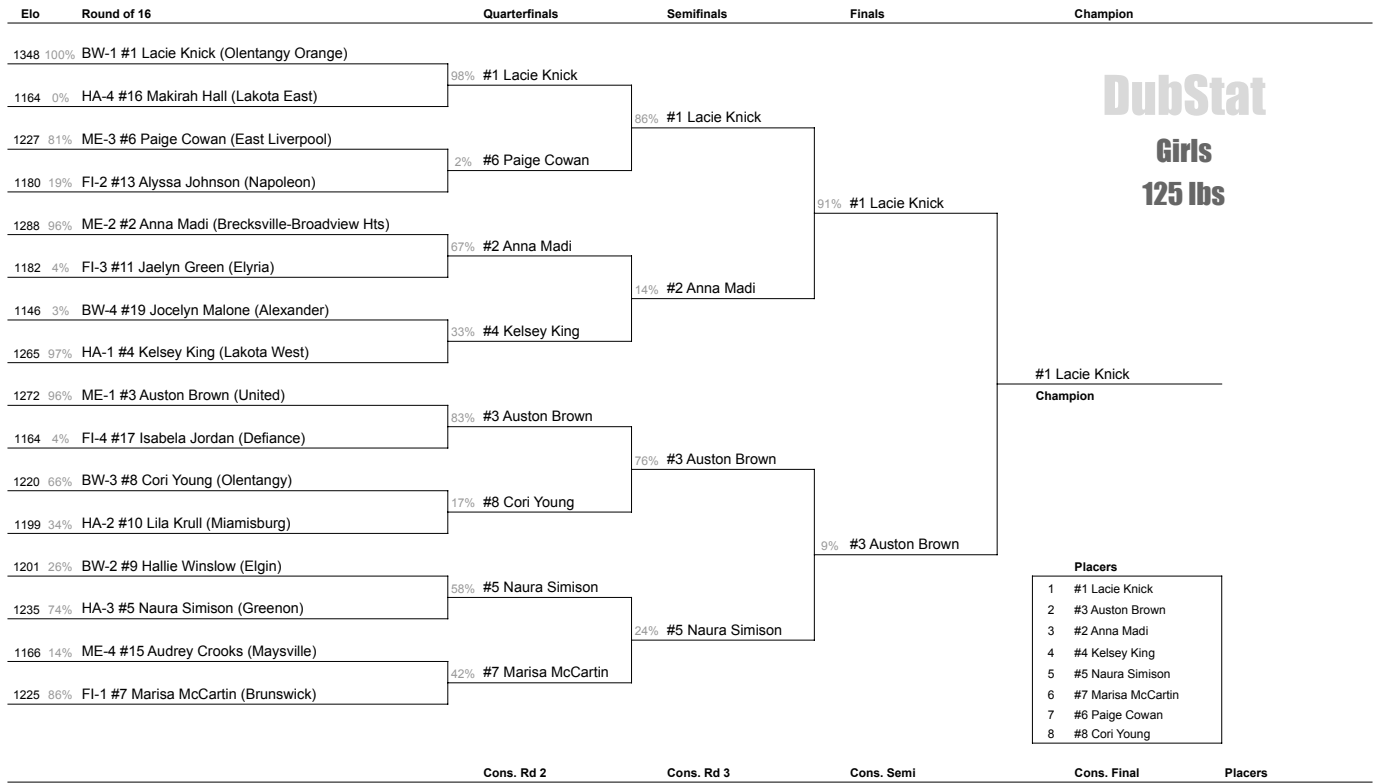 Elo Round of 16 Quarterfinals Semifinals Finals Champion
1348 100% BW-1 #1 Lacie Knick (Olentangy Orange)
98% #1 Lacie Knick
DubStat
1164 0% HA-4 #16 Makirah Hall (Lakota East)
86% #1 Lacie Knick
1227 81% ME-3 #6 Paige Cowan (East Liverpool)
Girls
2% #6 Paige Cowan
1180 19% FI-2 #13 Alyssa Johnson (Napoleon)
125 lbs
91% #1 Lacie Knick
1288 96% ME-2 #2 Anna Madi (Brecksville-Broadview Hts)
67% #2 Anna Madi
1182 4% FI-3 #11 Jaelyn Green (Elyria)
14% #2 Anna Madi
1146 3% BW-4 #19 Jocelyn Malone (Alexander)
33% #4 Kelsey King
1265 97% HA-1 #4 Kelsey King (Lakota West)
#1 Lacie Knick
1272 96% ME-1 #3 Auston Brown (United)
Champion
83% #3 Auston Brown
1164 4% FI-4 #17 Isabela Jordan (Defiance)
76% #3 Auston Brown
1220 66% BW-3 #8 Cori Young (Olentangy)
17% #8 Cori Young
1199 34% HA-2 #10 Lila Krull (Miamisburg)
9% #3 Auston Brown
1201 26% BW-2 #9 Hallie Winslow (Elgin)
Placers
58% #5 Naura Simison
1 #1 Lacie Knick
1235 74% HA-3 #5 Naura Simison (Greenon)
2 #3 Auston Brown
24% #5 Naura Simison
3 #2 Anna Madi
1166 14% ME-4 #15 Audrey Crooks (Maysville)
4 #4 Kelsey King
42% #7 Marisa McCartin
5 #5 Naura Simison
1225 86% FI-1 #7 Marisa McCartin (Brunswick)
6 #7 Marisa McCartin
7 #6 Paige Cowan
8 #8 Cori Young
Cons. Rd 2 Cons. Rd 3 Cons. Semi Cons. Final Placers